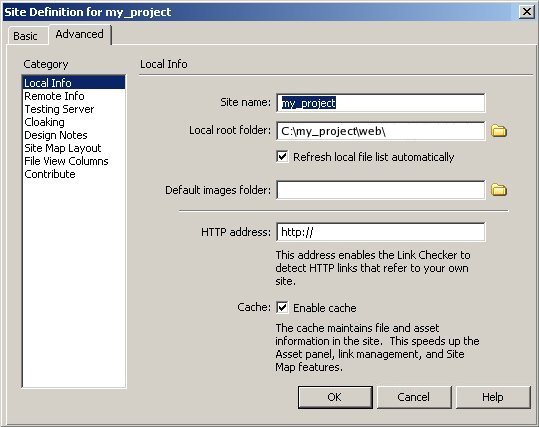 Site Definition for my_project
Basic
Advanced
Category
Local Info
Remote Info
Testing Server
Cloaking
Design Notes
Site Map Layout
File View Columns
Contribute
Local Info
Site name: my_project
Local root folder: C:\my_project\web\
Refresh local file list automatically
Default images folder:
HTTP address: http://
This address enables the Link Checker to
detect HTTP links that refer to your own
site.
Cache: Enable cache
The cache maintains file and asset
information in the site. This speeds up the
Asset panel, link management, and Site
Map features.
OK
Cancel
Help